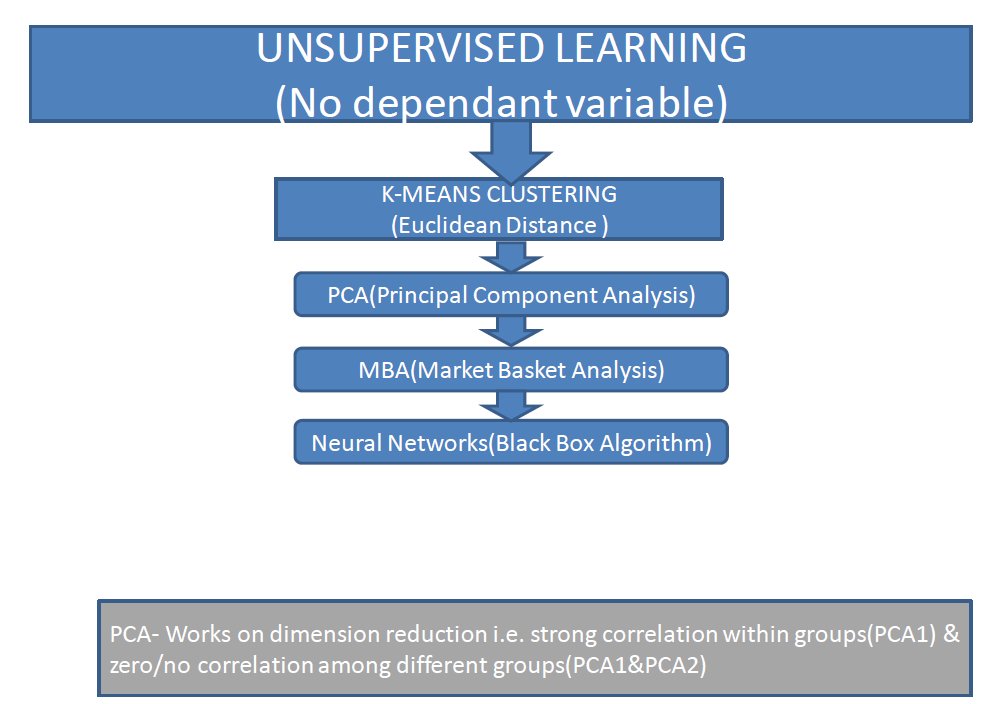 UNSUPERVISED LEARNING
(No dependant variable)
K-MEANS CLUSTERING
(Euclidean Distance )
PCA(Principal Component Analysis)
MBA(Market Basket Analysis)
Neural Networks(Black Box Algorithm)
PCA- Works on dimension reduction i.e. strong correlation within groups(PCA1) &
zero/no correlation among different groups(PCA1&PCA2)